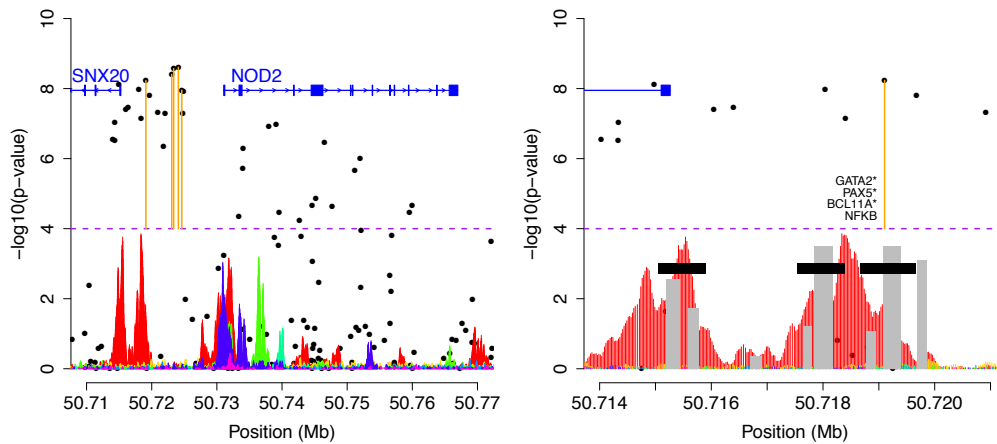 10
8
6
4
2
0
-log10(p-value)
SNX20
NOD2
50.71
50.72
50.73
50.74
50.75
50.76
50.77
Position (Mb)
10
8
6
4
2
0
-log10(p-value)
GATA2*
PAX5*
BCL11A*
NFKB
50.714
50.716
50.718
50.720
Position (Mb)